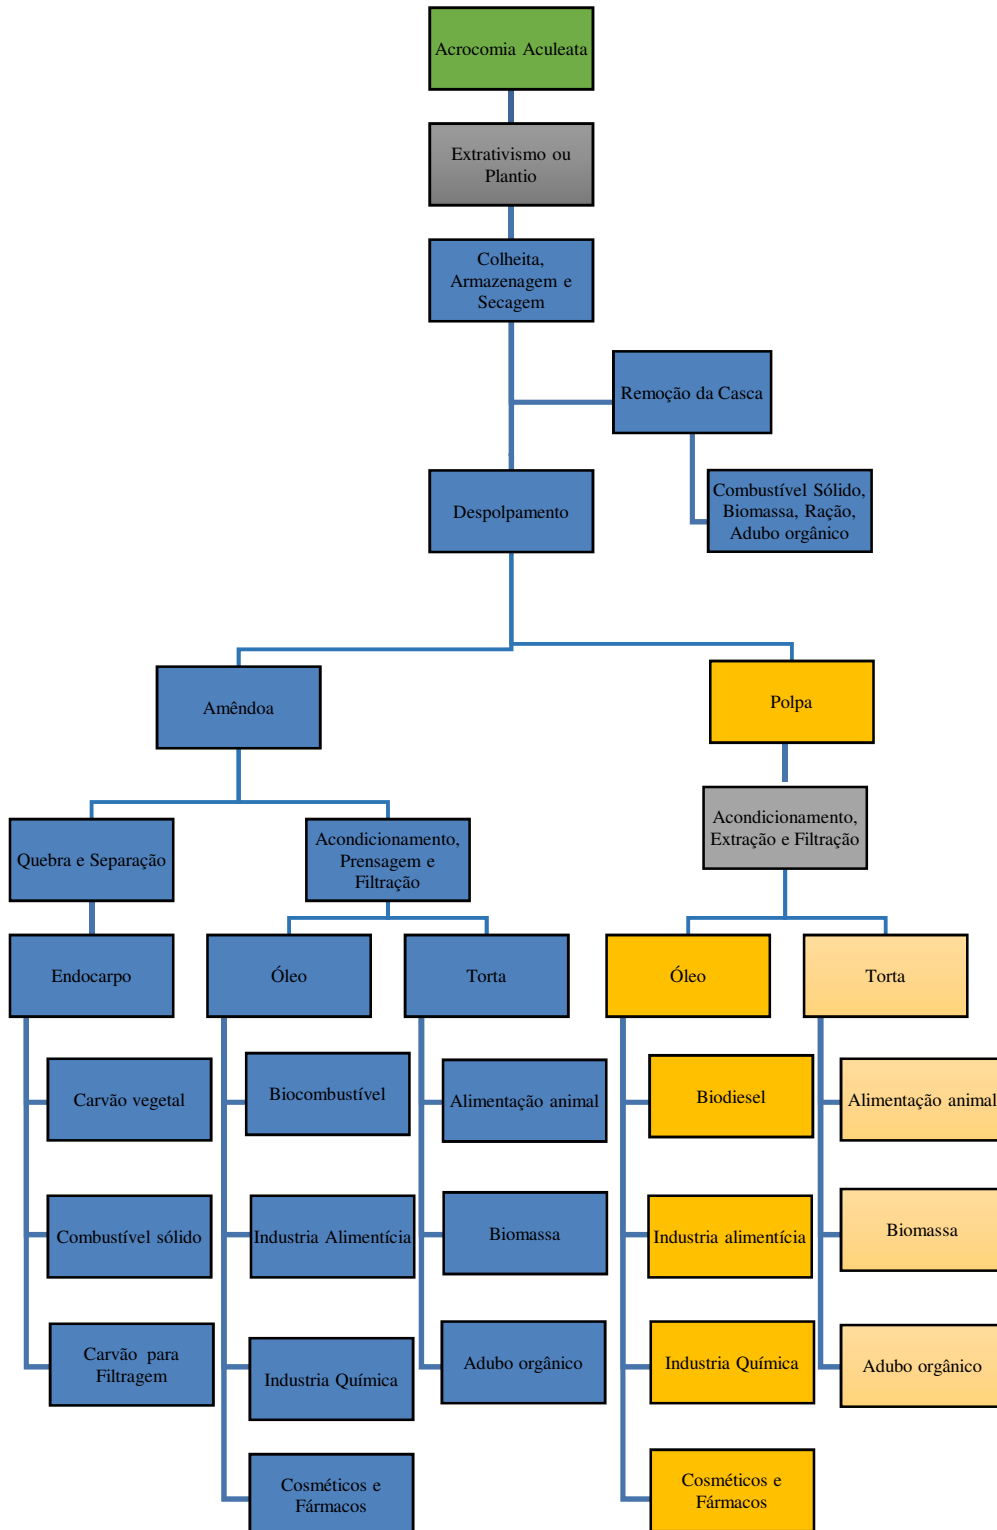 Acrocomia Aculeata
Extrativismo ou
Plantio
Colheita,
Armazenagem e
Secagem
Remoção da Casca
Combustível Sólido,
Biomassa, Ração,
Adubo orgânico
Despolpamento
Amêndoa
Polpa
Quebra e Separação
Acondicionamento,
Prensagem e
Filtração
Acondicionamento,
Extração e Filtração
Endocarpo
Óleo
Torta
Óleo
Torta
Carvão vegetal
Biocombustível
Alimentação animal
Biodiesel
Alimentação animal
Combustível sólido
Industria Alimentícia
Biomassa
Industria alimentícia
Biomassa
Carvão para
Filtragem
Industria Química
Adubo orgânico
Industria Química
Adubo orgânico
Cosméticos e
Fármacos
Cosméticos e
Fármacos